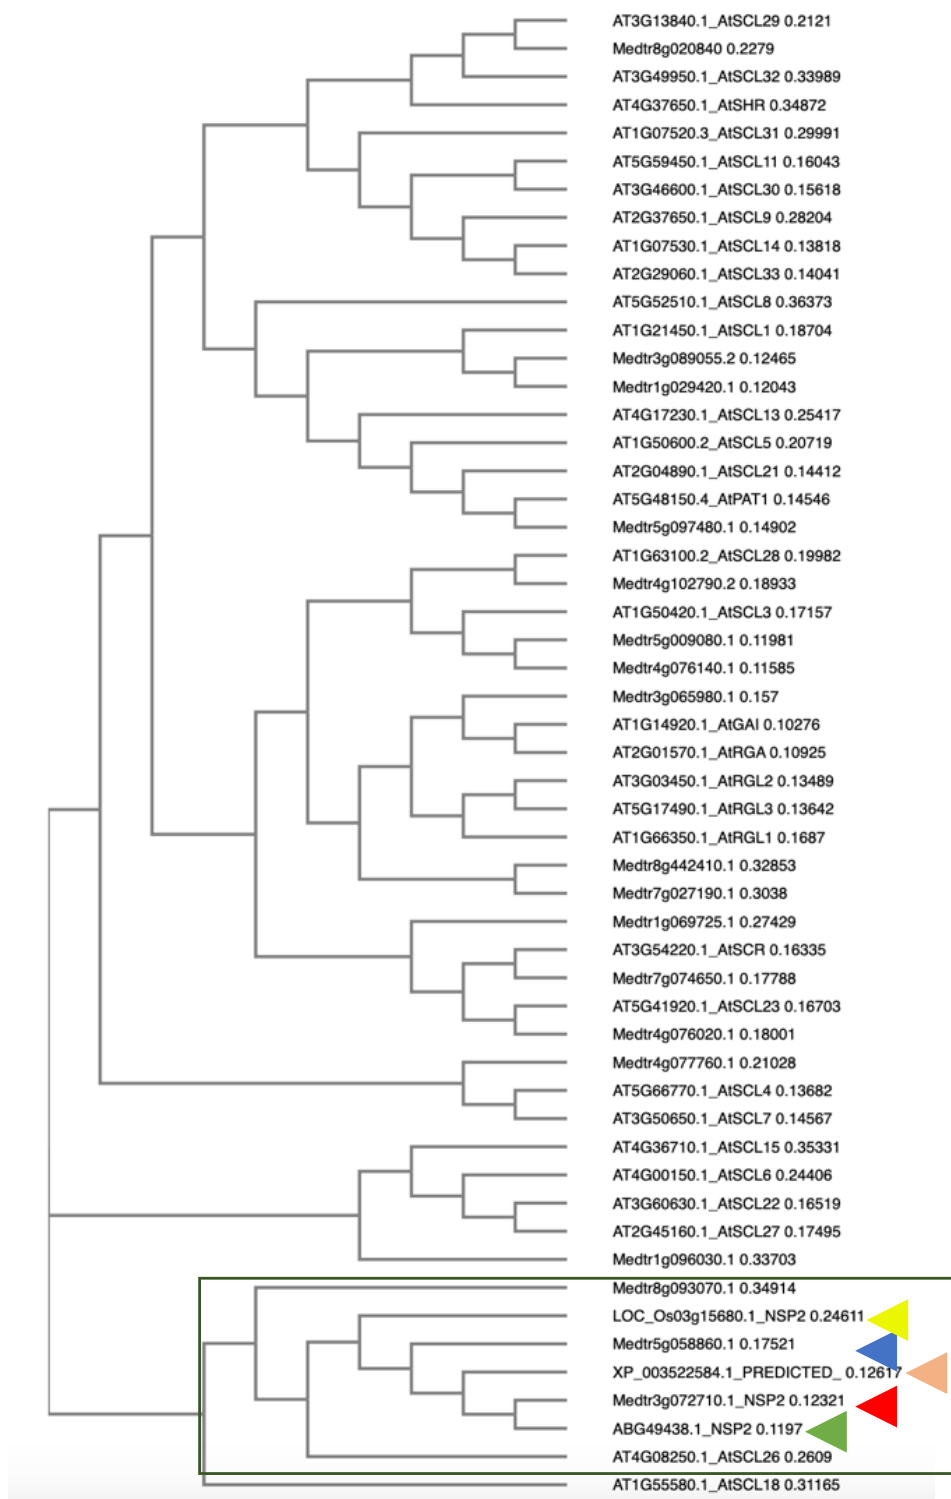 AT3G13840.1_AtSCL29 0.2121
Medtr8g020840 0.2279
AT3G49950.1_AtSCL32 0.33989
AT4G37650.1_AtSHR 0.34872
AT1G07520.3_AtSCL31 0.29991
AT5G59450.1_AtSCL11 0.16043
AT3G46600.1_AtSCL30 0.15618
AT2G37650.1_AtSCL9 0.28204
AT1G07530.1_AtSCL14 0.13818
AT2G29060.1_AtSCL33 0.14041
AT5G52510.1_AtSCL8 0.36373
AT1G21450.1_AtSCL1 0.18704
Medtr3g089055.2 0.12465
Medtr1g029420.1 0.12043
AT4G17230.1_AtSCL13 0.25417
AT1G50600.2_AtSCL5 0.20719
AT2G04890.1_AtSCL21 0.14412
AT5G48150.4_AtPAT1 0.14546
Medtr5g097480.1 0.14902
AT1G63100.2_AtSCL28 0.19982
Medtr4g102790.2 0.18933
AT1G50420.1_AtSCL3 0.17157
Medtr5g009080.1 0.11981
Medtr4g076140.1 0.11585
Medtr3g065980.1 0.157
AT1G14920.1_AtGAI 0.10276
AT2G01570.1_AtRGA 0.10925
AT3G03450.1_AtRGL2 0.13489
AT5G17490.1_AtRGL3 0.13642
AT1G66350.1_AtRGL1 0.1687
Medtr8g442410.1 0.32853
Medtr7g027190.1 0.3038
Medtr1g069725.1 0.27429
AT3G54220.1_AtSCR 0.16335
Medtr7g074650.1 0.17788
AT5G41920.1_AtSCL23 0.16703
Medtr4g076020.1 0.18001
Medtr4g077760.1 0.21028
AT5G66770.1_AtSCL4 0.13682
AT3G50650.1_AtSCL7 0.14567
AT4G36710.1_AtSCL15 0.35331
AT4G00150.1_AtSCL6 0.24406
AT3G60630.1_AtSCL22 0.16519
AT2G45160.1_AtSCL27 0.17495
Medtr1g096030.1 0.33703
Medtr8g093070.1 0.34914
LOC_Os03g15680.1_NSP2 0.24611
Medtr5g058860.1 0.17521
XP_003522584.1_PREDICTED_ 0.12617
Medtr3g072710.1_NSP2 0.12321
ABG49438.1_NSP2 0.1197
AT4G08250.1_AtSCL26 0.2609
AT1G55580.1_AtSCL18 0.31165